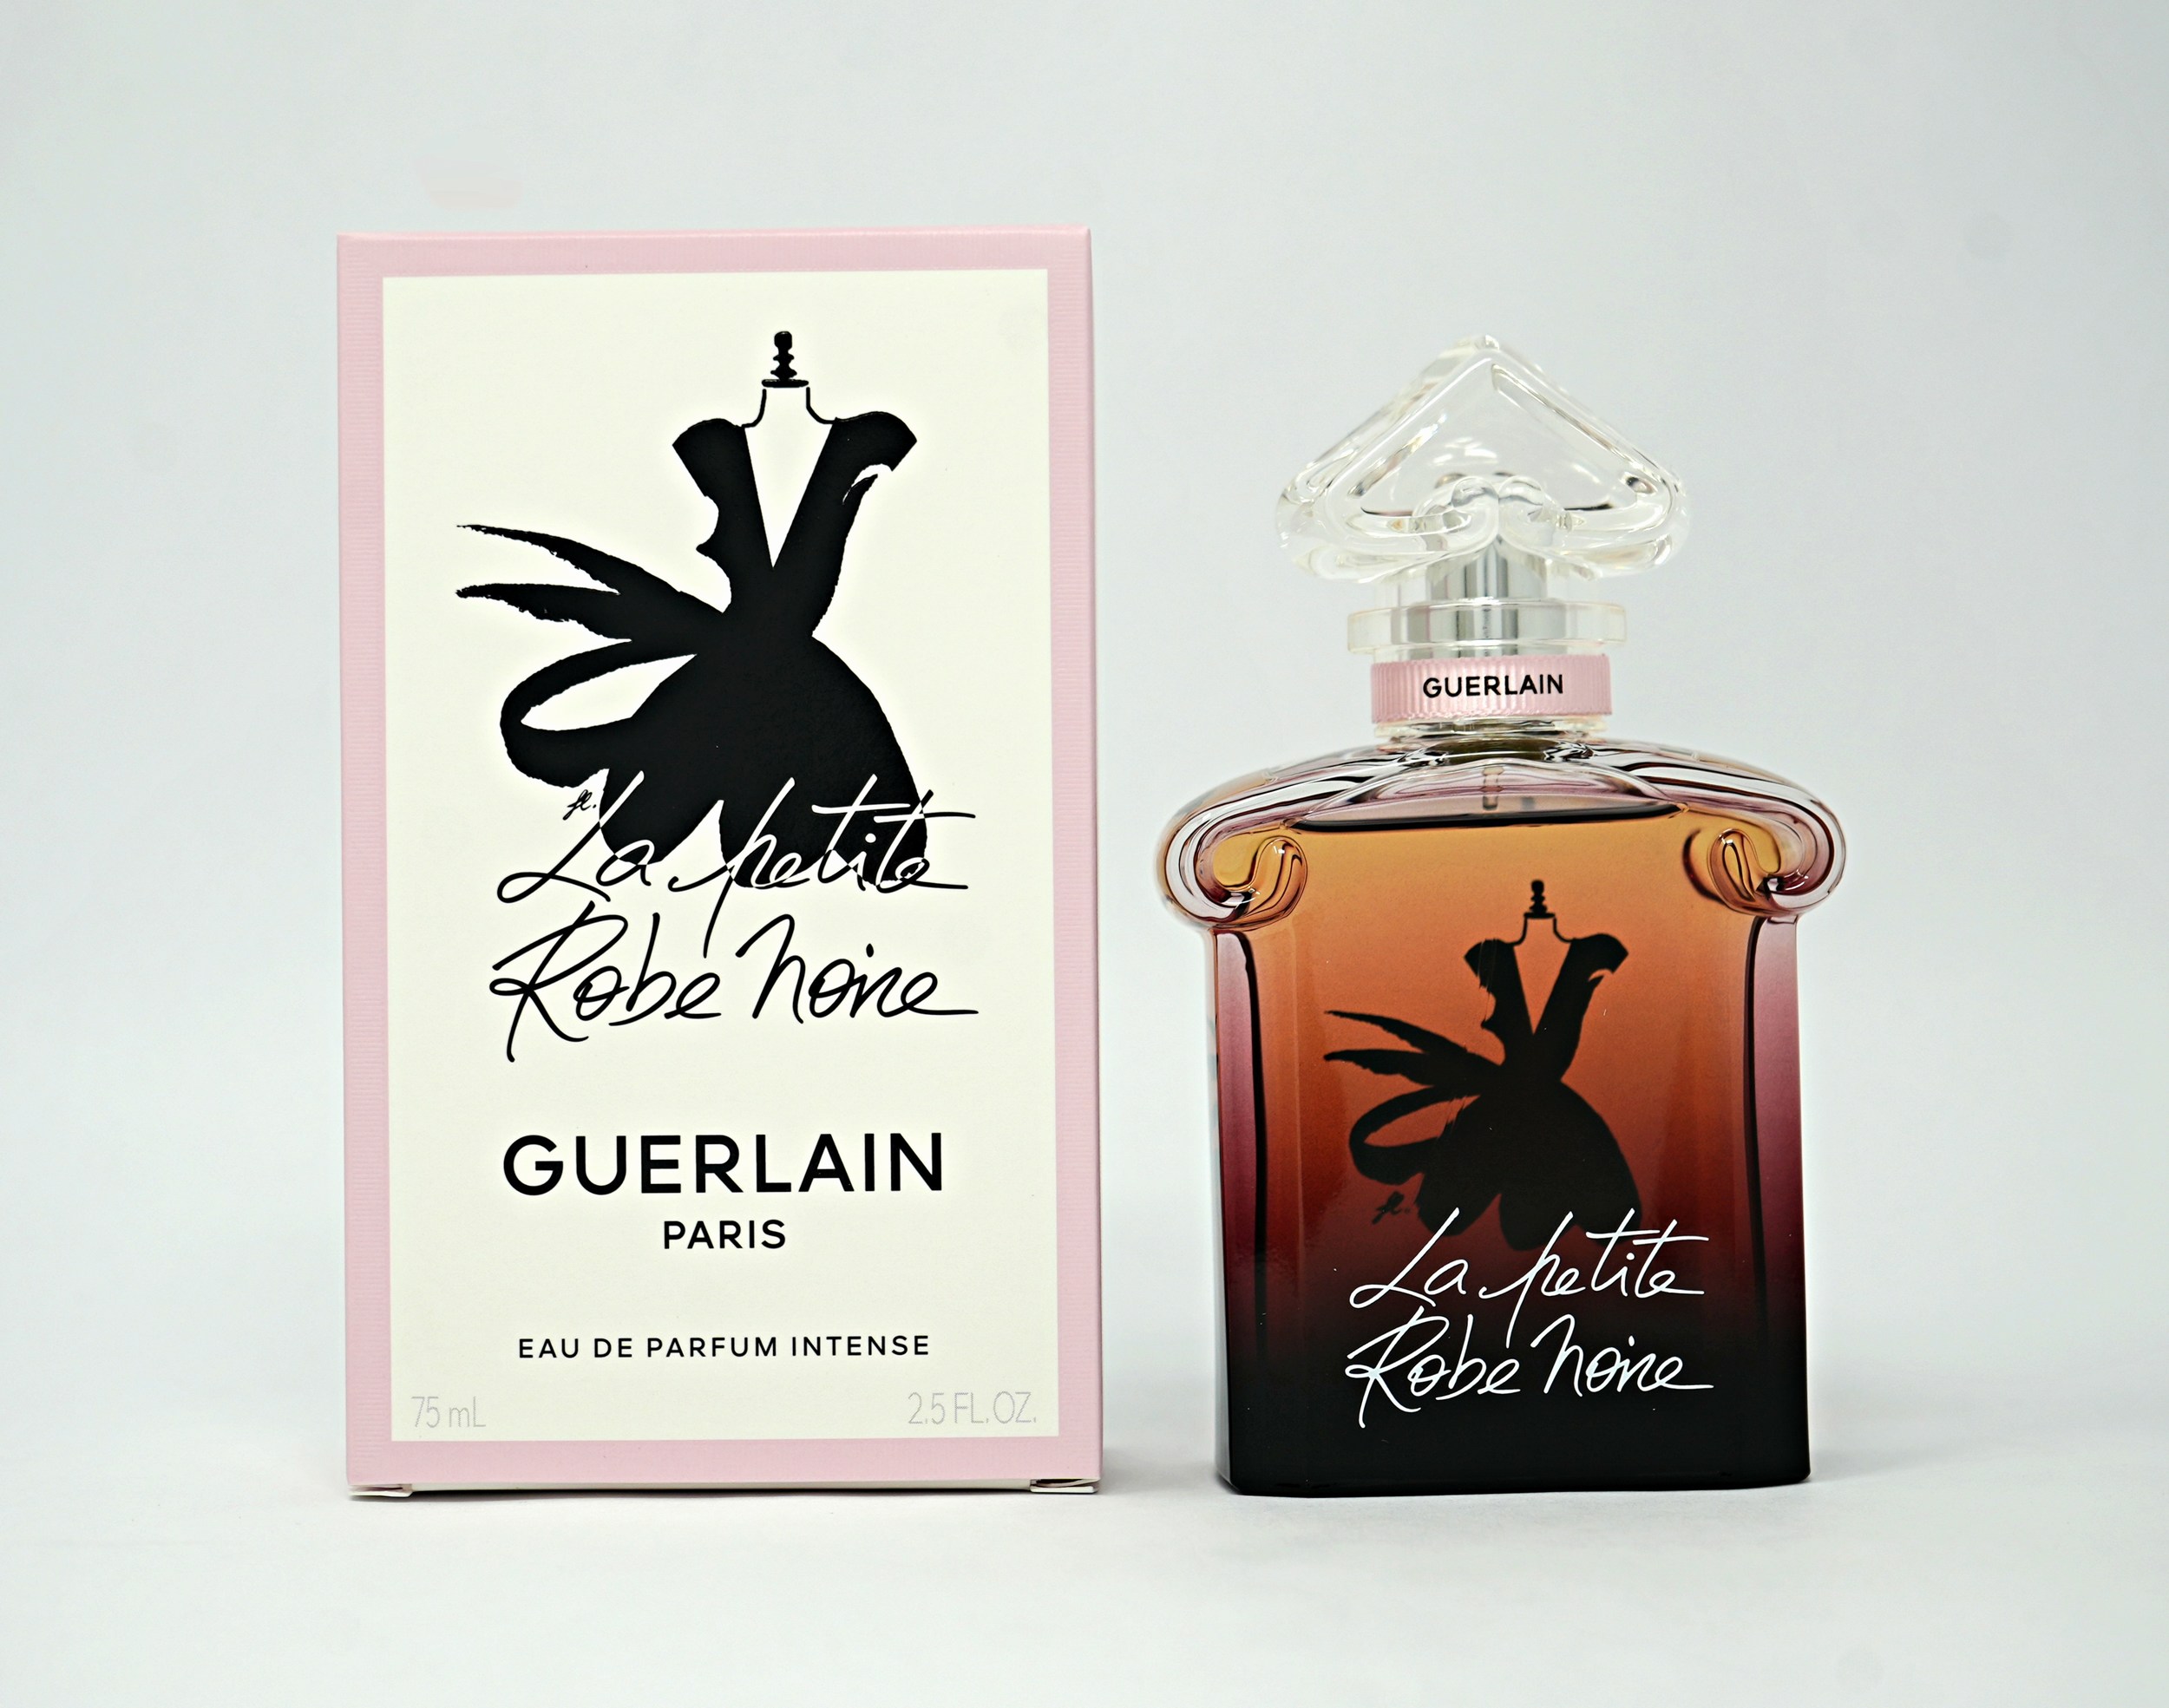 La petite
Robe Noire
GUERLAIN
PARIS
EAU DE PARFUM INTENSE
75 mL
2.5 FL.OZ.
GUERLAIN
La petite
Robe Noire